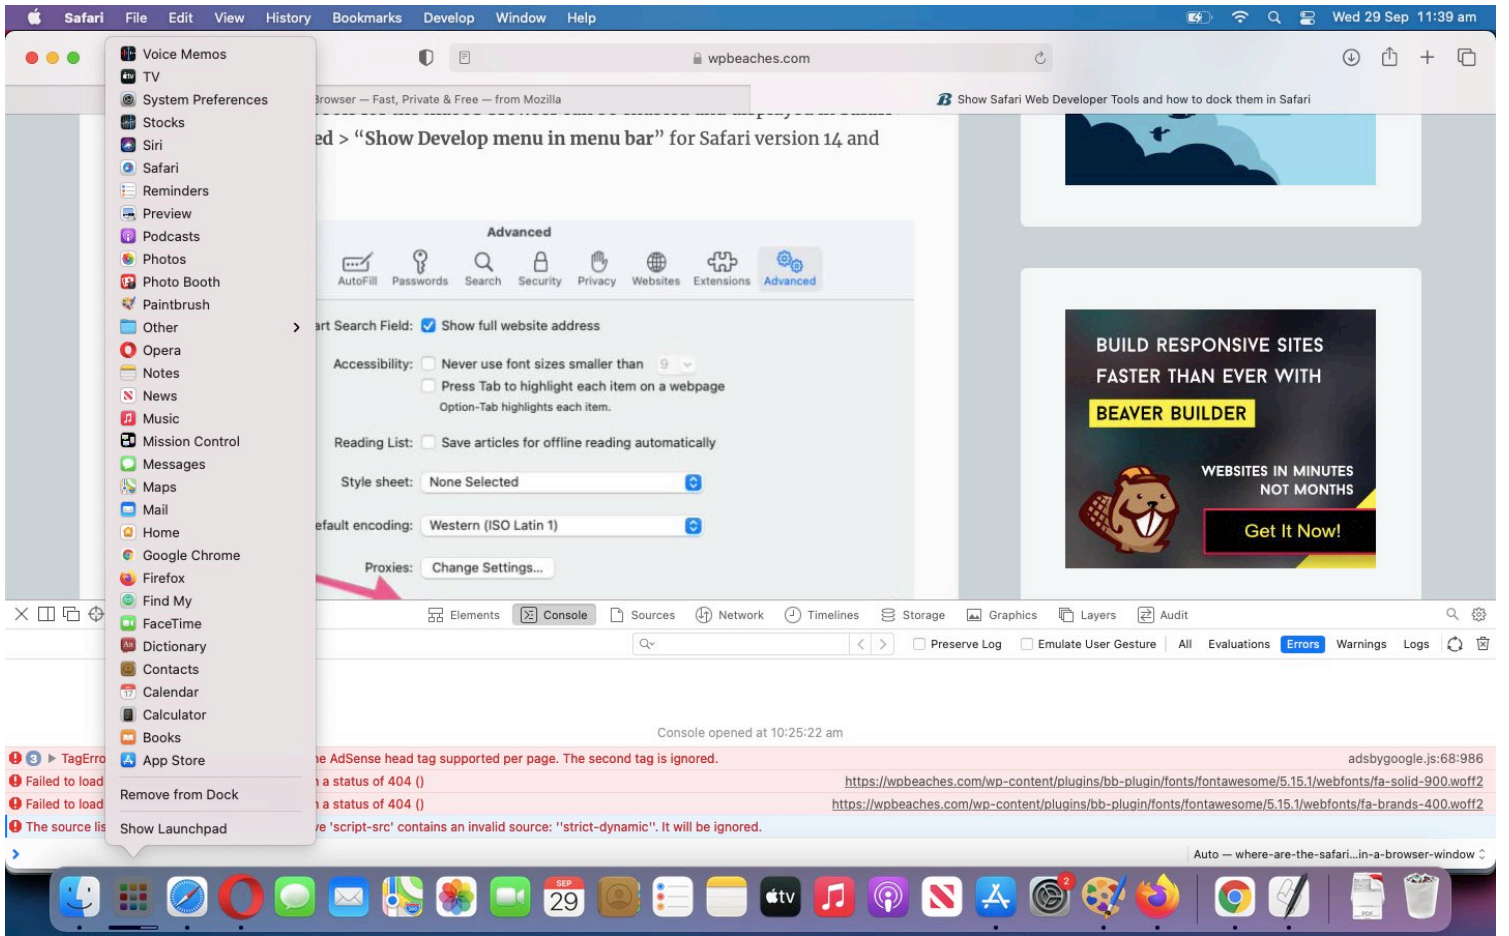 Safari File Edit View History Bookmarks Develop Window Help
Wed 29 Sep 11:39 am
wpbeaches.com
Browser — Fast, Private & Free — from Mozilla
Show Safari Web Developer Tools and how to dock them in Safari
Voice Memos
TV
System Preferences
Stocks
Siri
Safari
Reminders
Preview
Podcasts
Photos
Photo Booth
Paintbrush
Other
Opera
Notes
News
Music
Mission Control
Messages
Maps
Mail
Home
Google Chrome
Firefox
Find My
FaceTime
Dictionary
Contacts
Calendar
Calculator
Books
App Store
Remove from Dock
Show Launchpad
ed > “Show Develop menu in menu bar” for Safari version 14 and
Advanced
AutoFill Passwords Search Security Privacy Websites Extensions Advanced
art Search Field: Show full website address
Accessibility: Never use font sizes smaller than 9
Press Tab to highlight each item on a webpage
Option-Tab highlights each item.
Reading List: Save articles for offline reading automatically
Style sheet: None Selected
efault encoding: Western (ISO Latin 1)
Proxies: Change Settings...
BUILD RESPONSIVE SITES
FASTER THAN EVER WITH
BEAVER BUILDER
WEBSITES IN MINUTES
NOT MONTHS
Get It Now!
Elements Console Sources Network Timelines Storage Graphics Layers Audit
Preserve Log Emulate User Gesture All Evaluations Errors Warnings Logs
Console opened at 10:25:22 am
3 TagErro ne AdSense head tag supported per page. The second tag is ignored. adsbygoogle.js:68:986
Failed to load h a status of 404 () https://wpbeaches.com/wp-content/plugins/bb-plugin/fonts/fontawesome/5.15.1/webfonts/fa-solid-900.woff2
Failed to load h a status of 404 () https://wpbeaches.com/wp-content/plugins/bb-plugin/fonts/fontawesome/5.15.1/webfonts/fa-brands-400.woff2
The source lis ve 'script-src' contains an invalid source: ''strict-dynamic''. It will be ignored.
Auto — where-are-the-safari...in-a-browser-window
SEP
29
tv
2
PDF